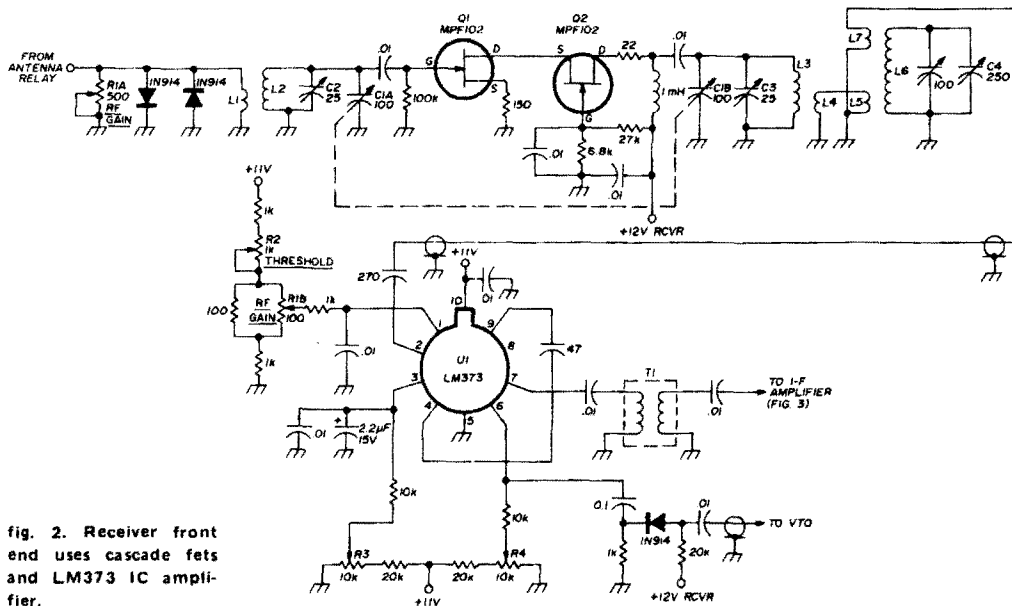 Q1
MPF102
Q2
MPF102
FROM
ANTENNA
RELAY
R1A
500
RF
GAIN
1N914
1N914
L1
L2
C2
25
C1A
100
.01
100k
G
D
S
150
S
D
G
22
.01
1 mH
27k
6.8k
.01
.01
+12V RCVR
C1B
100
C3
25
L3
L4
L5
L7
L6
100
C4
250
+11V
1k
R2
1k
THRESHOLD
100
RF
GAIN
R1B
100
1k
1k
.01
270
+11V
.01
10
1
2
3
4
5
6
7
8
9
U1
LM373
47
.01
T1
.01
TO I-F
AMPLIFIER
(FIG. 3)
.01
+
2.2µF
15V
10k
10k
R3
10k
20k
+11V
20k
R4
10k
0.1
1k
1N914
20k
.01
TO VTO
+12V RCVR
fig. 2. Receiver front
end uses cascade fets
and LM373 IC ampli-
fier.